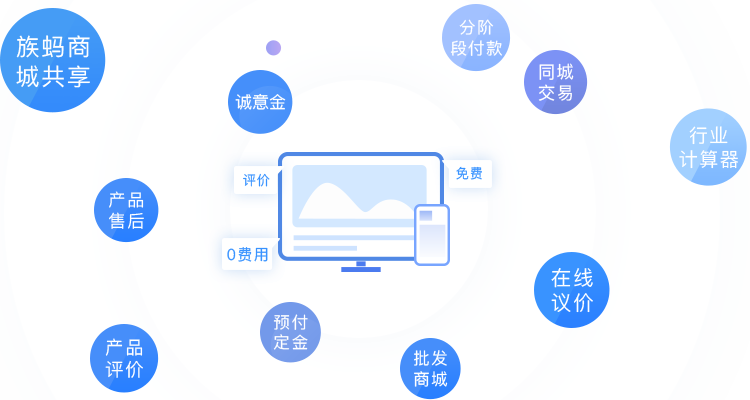 族蚂商
城共享
分阶
段付款
同城
交易
诚意金
行业
计算器
评价
免费
产品
售后
0费用
在线
议价
预付
定金
产品
评价
批发
商城